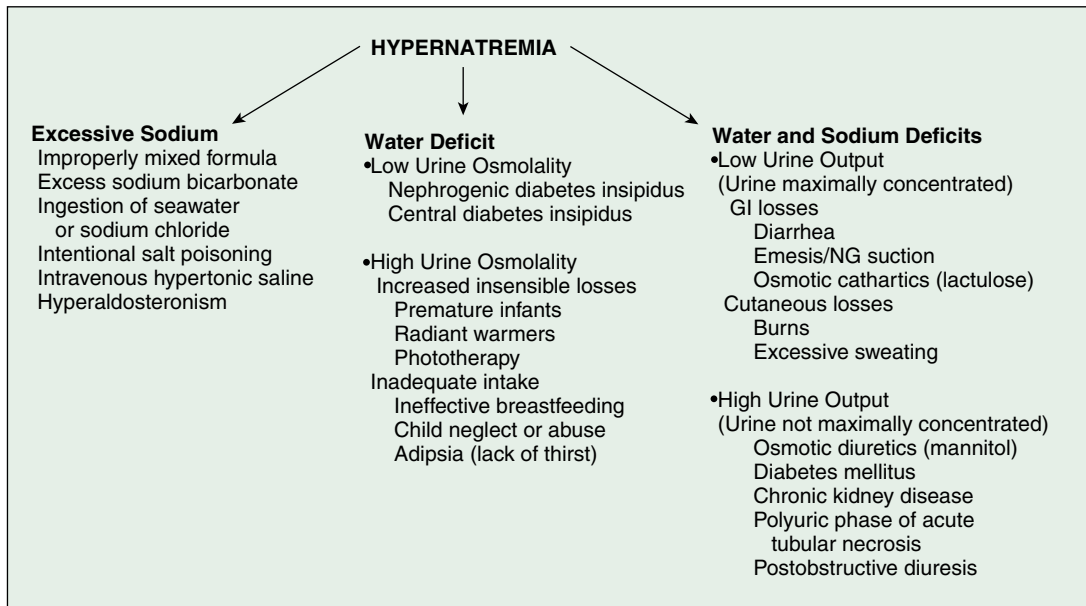 HYPERNATREMIA
Excessive Sodium
Improperly mixed formula
Excess sodium bicarbonate
Ingestion of seawater
or sodium chloride
Intentional salt poisoning
Intravenous hypertonic saline
Hyperaldosteronism
Water Deficit
•Low Urine Osmolality
Nephrogenic diabetes insipidus
Central diabetes insipidus
•High Urine Osmolality
Increased insensible losses
Premature infants
Radiant warmers
Phototherapy
Inadequate intake
Ineffective breastfeeding
Child neglect or abuse
Adipsia (lack of thirst)
Water and Sodium Deficits
•Low Urine Output
(Urine maximally concentrated)
GI losses
Diarrhea
Emesis/NG suction
Osmotic cathartics (lactulose)
Cutaneous losses
Burns
Excessive sweating
•High Urine Output
(Urine not maximally concentrated)
Osmotic diuretics (mannitol)
Diabetes mellitus
Chronic kidney disease
Polyuric phase of acute
tubular necrosis
Postobstructive diuresis